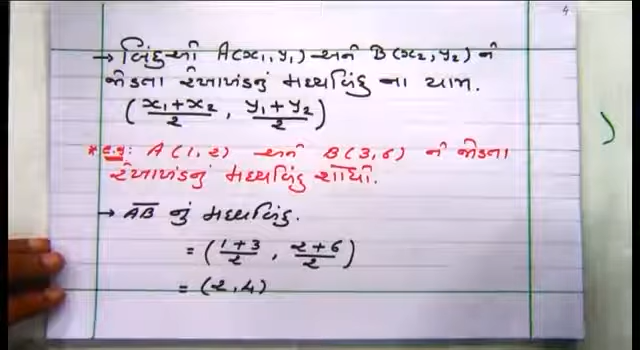 4
→ બિંદુઓ A(x₁, y₁) અને B(x₂, y₂) ને
જોડતા રેખાખંડનું મધ્યબિંદુ ના યામ.
(x₁+x₂/2 , y₁+y₂/2)
* e.g: A(1,2) અને B(3,6) ને જોડતા
રેખાખંડનું મધ્યબિંદુ શોધો.
→ A̅B̅ નું મધ્યબિંદુ.
= (1+3/2 , 2+6/2)
= (2,4)